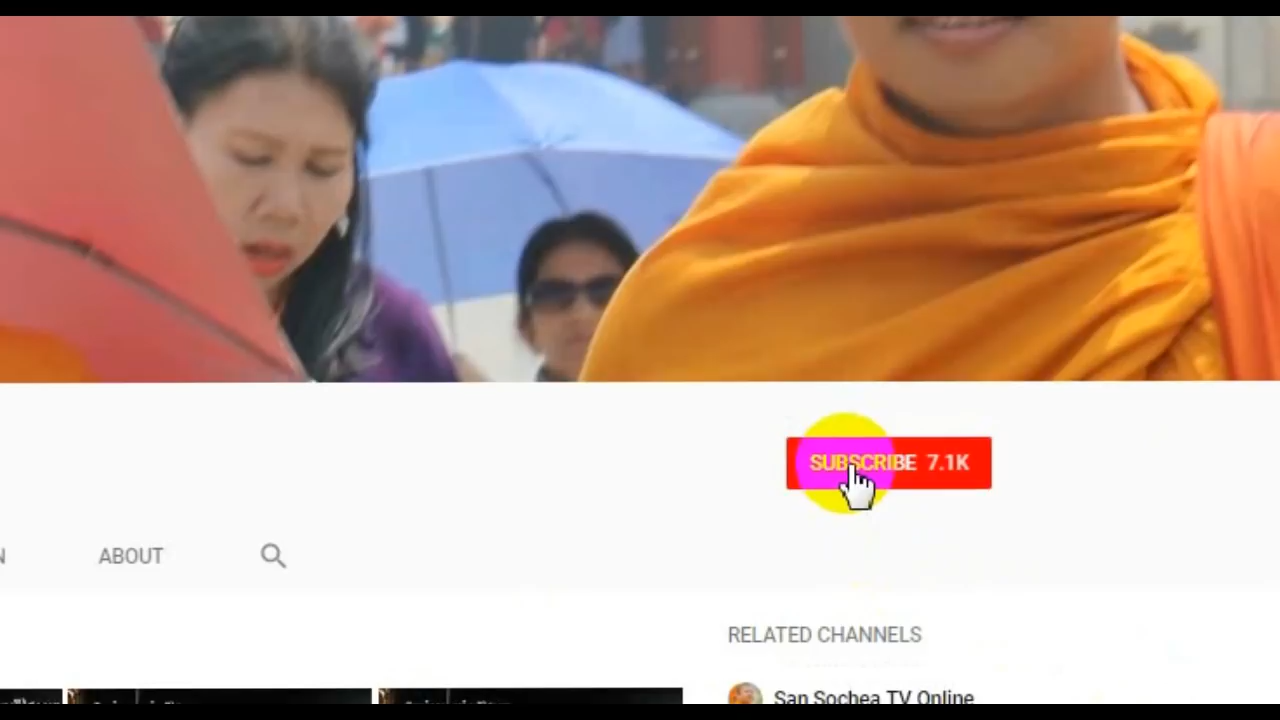 SUBSCRIBE 7.1K
ABOUT
RELATED CHANNELS
San Sochea TV Online